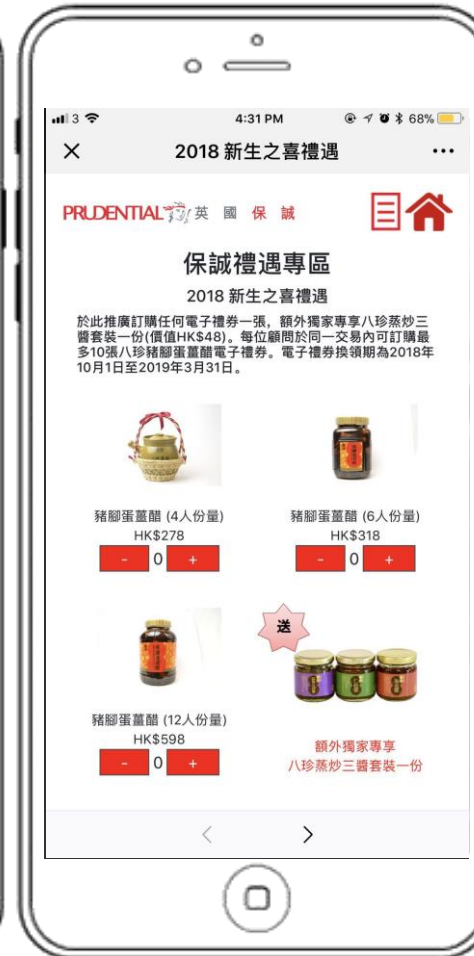 3
4:31 PM
68%
2018 新生之喜禮遇
PRUDENTIAL 英國保誠
保誠禮遇專區
2018 新生之喜禮遇
於此推廣訂購任何電子禮券一張，額外獨家專享八珍蒸炒三
醬套裝一份(價值HK$48)。每位顧問於同一交易內可訂購最
多10張八珍豬腳蛋薑醋電子禮券。電子禮券換領期為2018年
10月1日至2019年3月31日。
豬腳蛋薑醋 (4人份量)
HK$278
- 0 +
豬腳蛋薑醋 (6人份量)
HK$318
- 0 +
豬腳蛋薑醋 (12人份量)
HK$598
- 0 +
送
額外獨家專享
八珍蒸炒三醬套裝一份